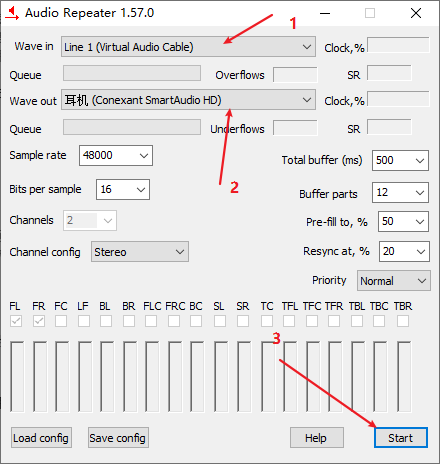 Audio Repeater 1.57.0
1
Wave in Line 1 (Virtual Audio Cable) Clock,%
Queue Overflows SR
Wave out 耳机 (Conexant SmartAudio HD) Clock,%
Queue Underflows SR
2
Sample rate 48000 Total buffer (ms) 500
Bits per sample 16 Buffer parts 12
Channels 2 Pre-fill to, % 50
Channel config Stereo Resync at, % 20
Priority Normal
FL FR FC LF BL BR FLC FRC BC SL SR TC TFL TFC TFR TBL TBC TBR
3
Load config Save config Help Start